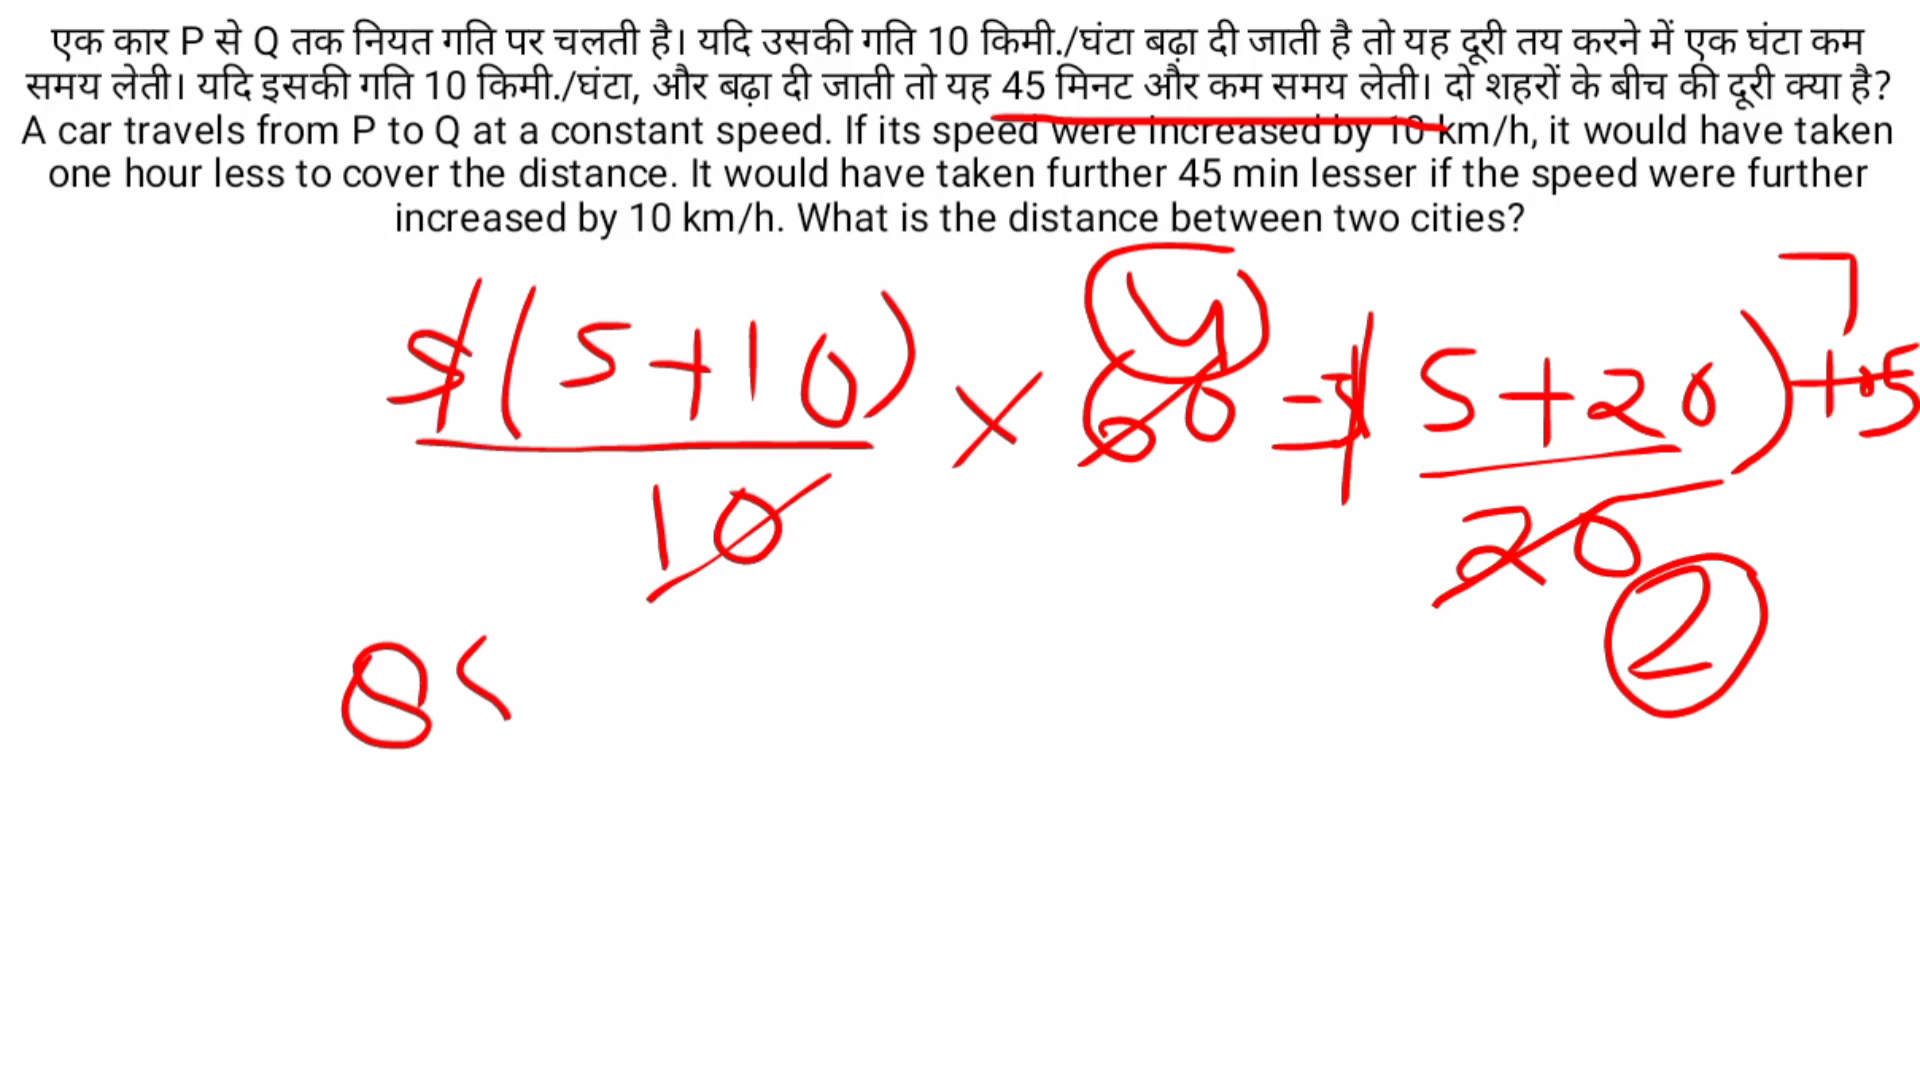 एक कार P से Q तक नियत गति पर चलती है। यदि उसकी गति 10 किमी./घंटा बढ़ा दी जाती है तो यह दूरी तय करने में एक घंटा कम
समय लेती। यदि इसकी गति 10 किमी./घंटा, और बढ़ा दी जाती तो यह 45 मिनट और कम समय लेती। दो शहरों के बीच की दूरी क्या है?
A car travels from P to Q at a constant speed. If its speed were increased by 10 km/h, it would have taken
one hour less to cover the distance. It would have taken further 45 min lesser if the speed were further
increased by 10 km/h. What is the distance between two cities?
4 7
S(S+10) × 60 = S(S+20) 105
10 20
2
8